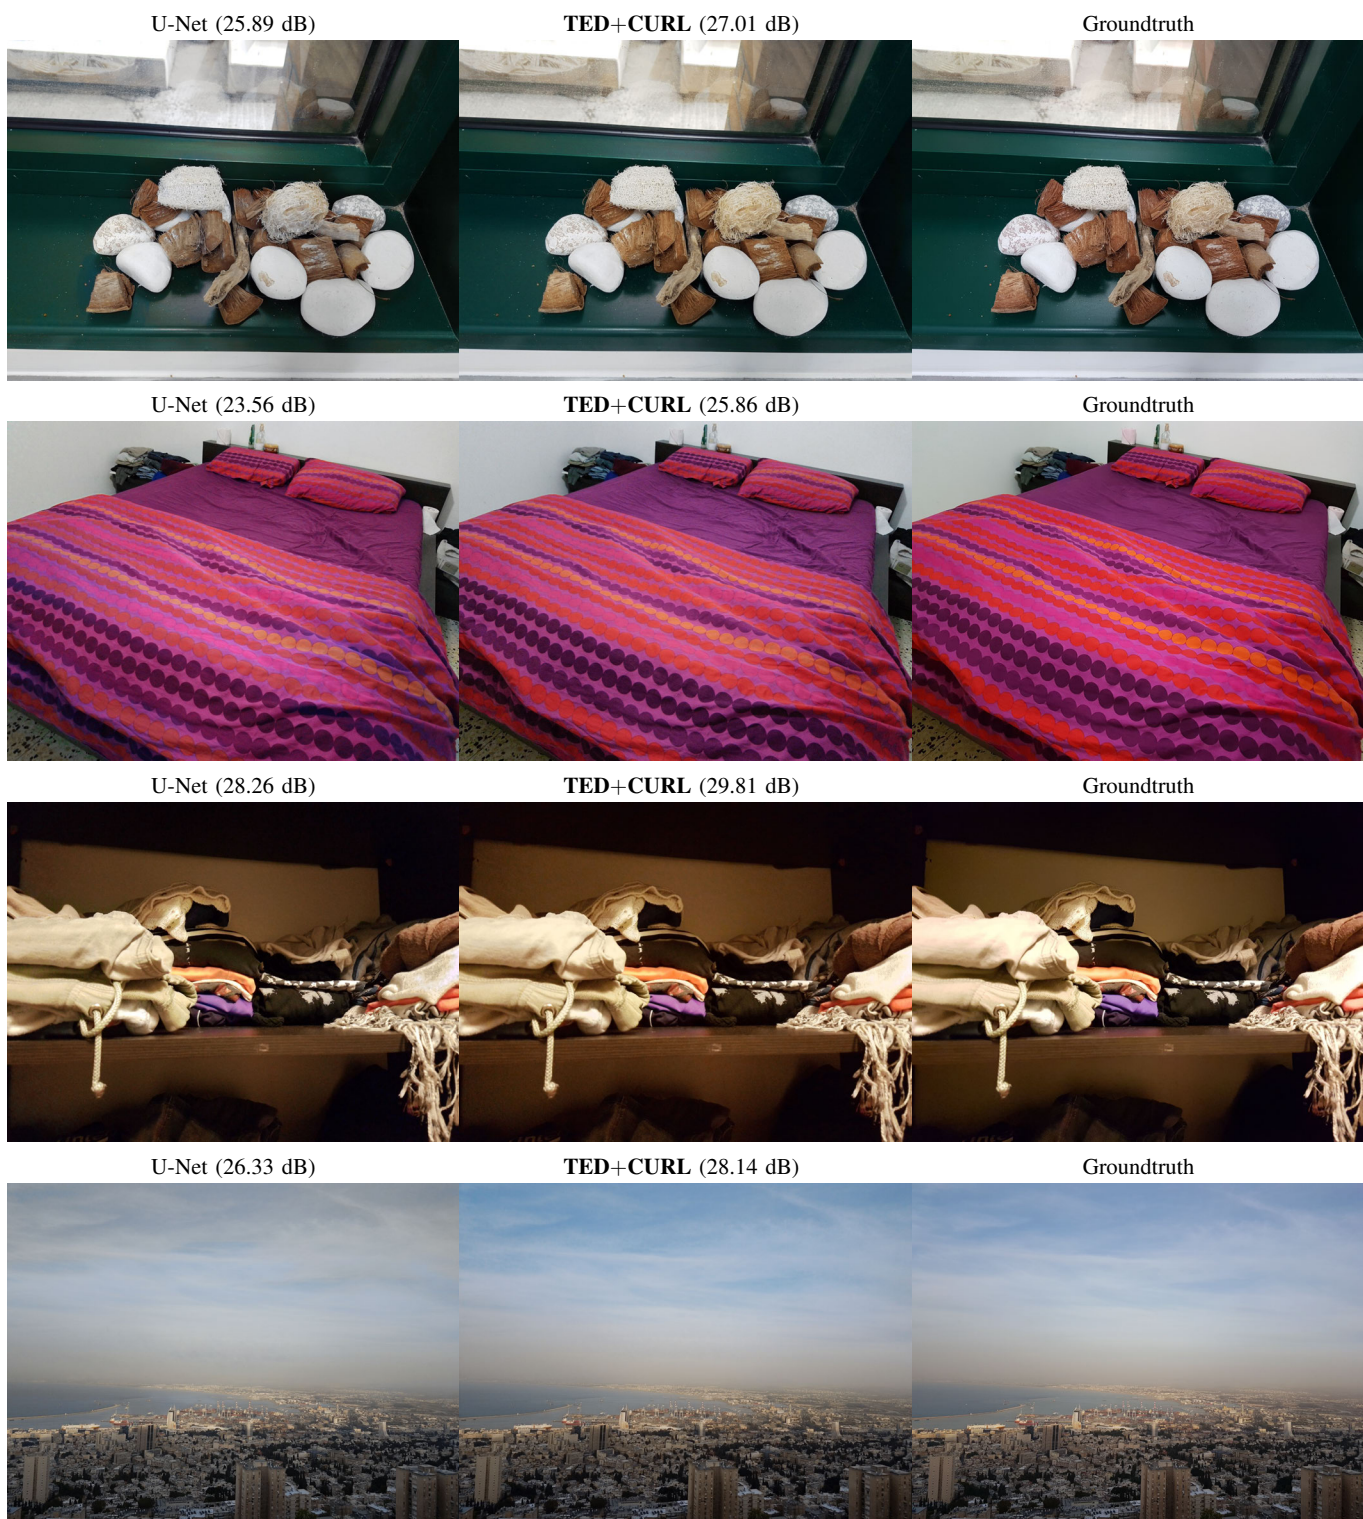 U-Net (25.89 dB) TED+CURL (27.01 dB) Groundtruth
U-Net (23.56 dB) TED+CURL (25.86 dB) Groundtruth
U-Net (28.26 dB) TED+CURL (29.81 dB) Groundtruth
U-Net (26.33 dB) TED+CURL (28.14 dB) Groundtruth